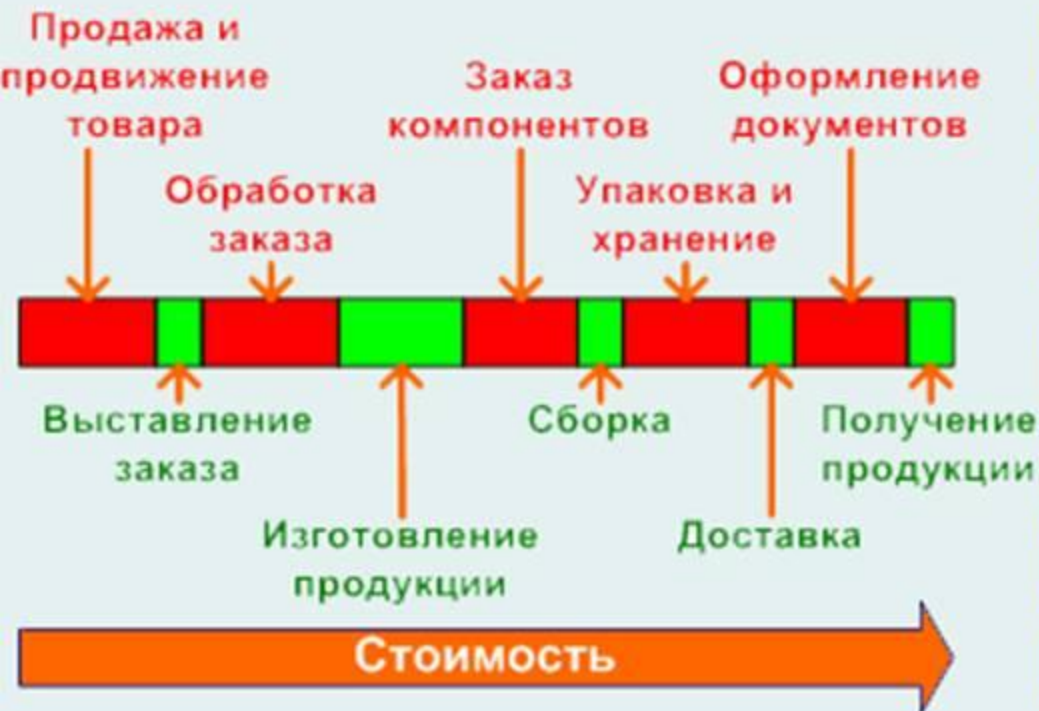 Продажа и
продвижение
товара
Заказ
компонентов
Оформление
документов
Обработка
заказа
Упаковка и
хранение
Выставление
заказа
Сборка
Получение
продукции
Изготовление
продукции
Доставка
Стоимость